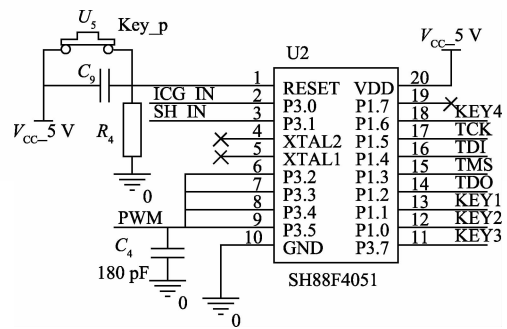 U5 Key_p
C9
VCC_5 V
R4
0
U2
VCC_5 V
1 RESET VDD 20
ICG IN 2 P3.0 P1.7 19
SH IN 3 P3.1 P1.6 18 KEY4
4 XTAL2 P1.5 17 TCK
5 XTAL1 P1.4 16 TDI
6 P3.2 P1.3 15 TMS
7 P3.3 P1.2 14 TDO
8 P3.4 P1.1 13 KEY1
PWM 9 P3.5 P1.0 12 KEY2
10 GND P3.7 11 KEY3
C4
180 pF
0
0
SH88F4051